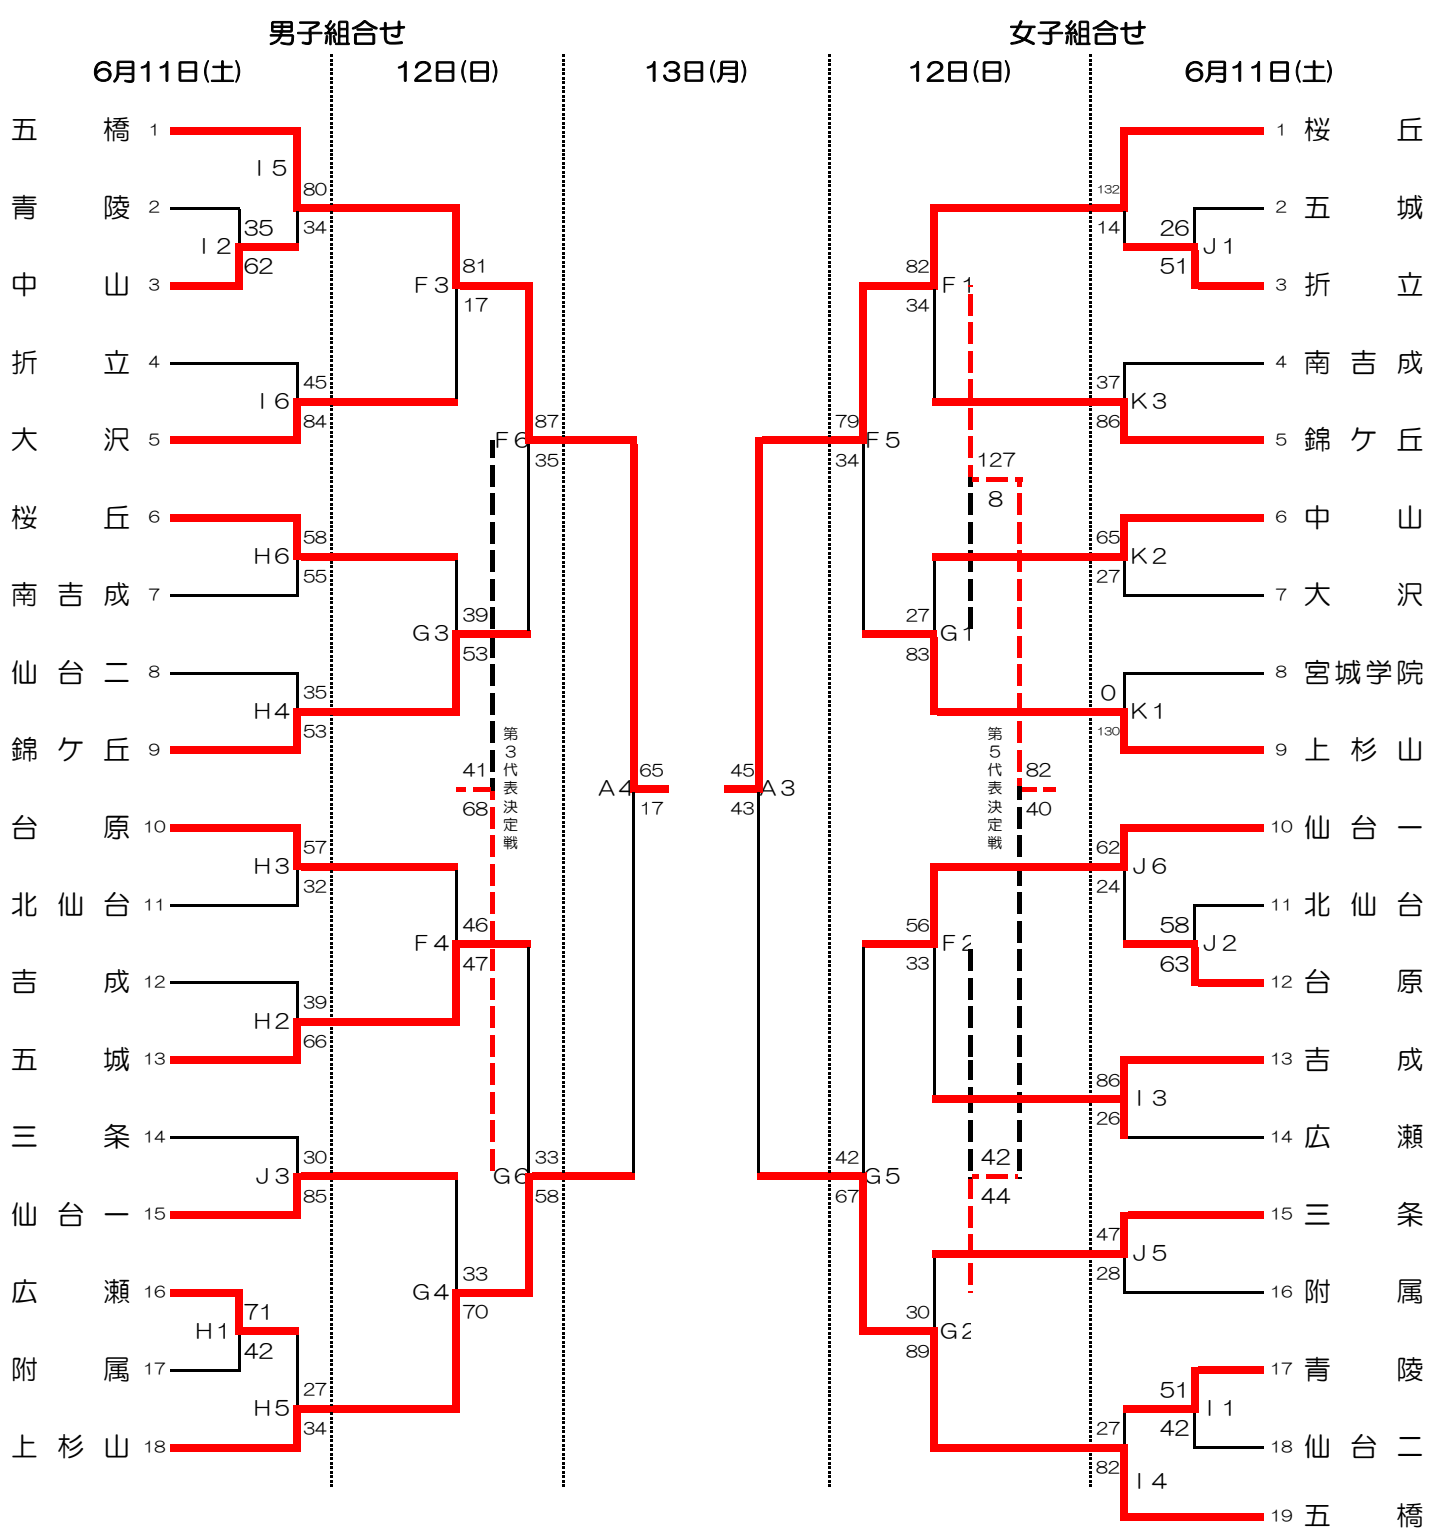 男子組合せ 女子組合せ
6月11日(土) 12日(日) 13日(月) 12日(日) 6月11日(土)
五橋 1 1 桜丘
I5
80 132
青陵 2 2 五城
35 34 14 26
I2 J1
62 51
81 82
中山 3 F3 F1 3 折立
17 34
折立 4 4 南吉成
45 37
I6 K3
84 87 79 86
大沢 5 F6 F5 5 錦ケ丘
35 34 127
8
桜丘 6 6 中山
58 65
H6 K2
55 27
南吉成 7 7 大沢
39 27
G3 G1
53 83
仙台二 8 8 宮城学院
35 0
H4 K1
53 130
錦ケ丘 9 9 上杉山
第3代表決定戦 第5代表決定戦
41 65 45 82
A4 A3
68 17 43 40
台原 10 10 仙台一
57 62
H3 J6
32 24
北仙台 11 11 北仙台
46 56 58
F4 F2 J2
47 33 63
吉成 12 12 台原
39
H2
66
五城 13 13 吉成
86
I3
26
三条 14 14 広瀬
30 33 42 42
J3 G6 G5
85 58 67 44
仙台一 15 15 三条
47
J5
33 28
広瀬 16 G4 16 附属
71 70 30
H1 G2
42 89
附属 17 17 青陵
27 51
H5 I1
34 27 42
上杉山 18 18 仙台二
82
I4
19 五橋